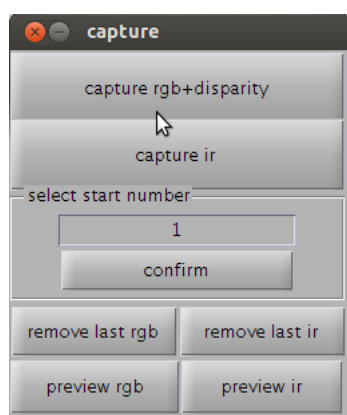 capture
capture rgb+disparity
capture ir
select start number
1
confirm
remove last rgb
remove last ir
preview rgb
preview ir